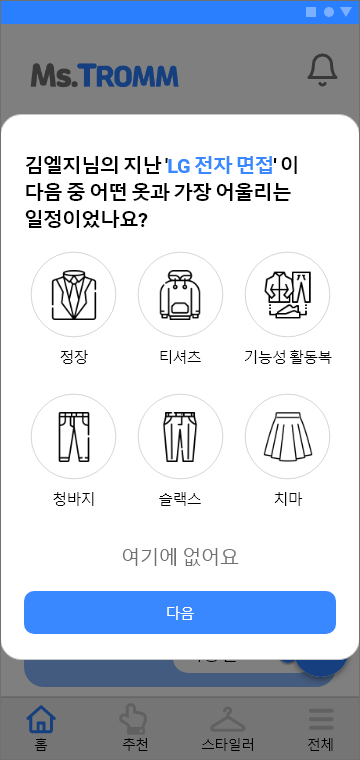 Ms.TROMM
김엘지님의 지난 'LG 전자 면접' 이
다음 중 어떤 옷과 가장 어울리는
일정이었나요?
정장 티셔츠 기능성 활동복
청바지 슬랙스 치마
여기에 없어요
다음
홈 추천 스타일러 전체